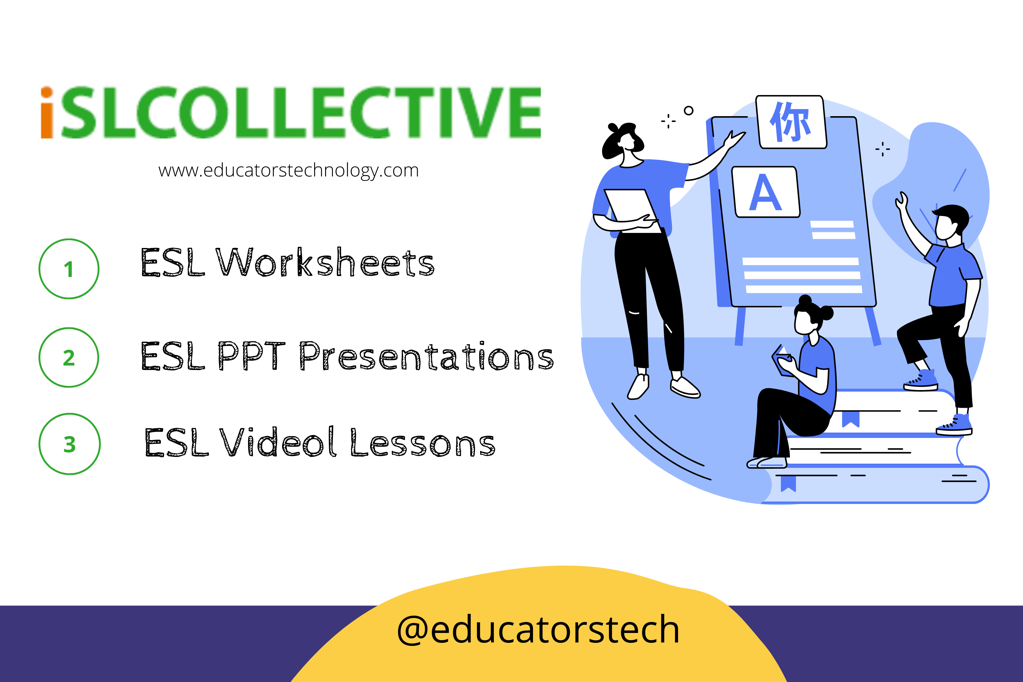 iSLCOLLECTIVE
www.educatorstechnology.com
1 ESL Worksheets
2 ESL PPT Presentations
3 ESL Videol Lessons
你
A
@educatorstech